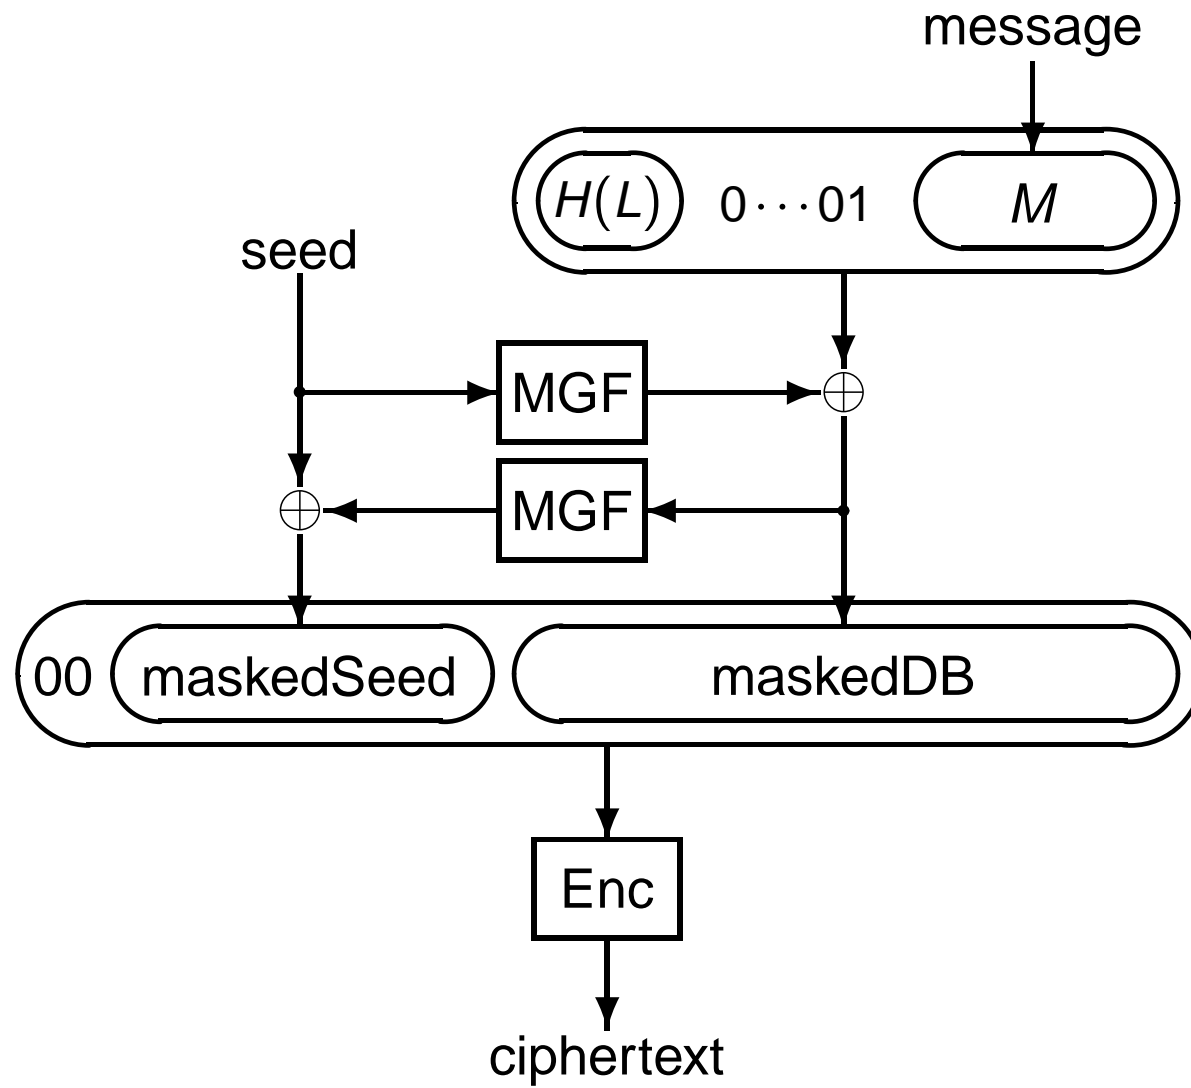 message
H(L) 0···01 M
seed
MGF
MGF
00 maskedSeed maskedDB
Enc
ciphertext